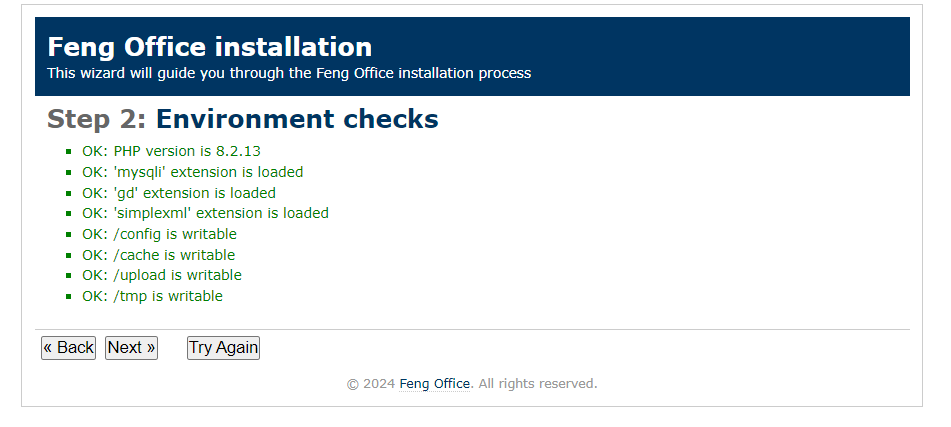 Feng Office installation
This wizard will guide you through the Feng Office installation process
Step 2: Environment checks
OK: PHP version is 8.2.13
OK: 'mysqli' extension is loaded
OK: 'gd' extension is loaded
OK: 'simplexml' extension is loaded
OK: /config is writable
OK: /cache is writable
OK: /upload is writable
OK: /tmp is writable
« Back Next » Try Again
© 2024 Feng Office. All rights reserved.